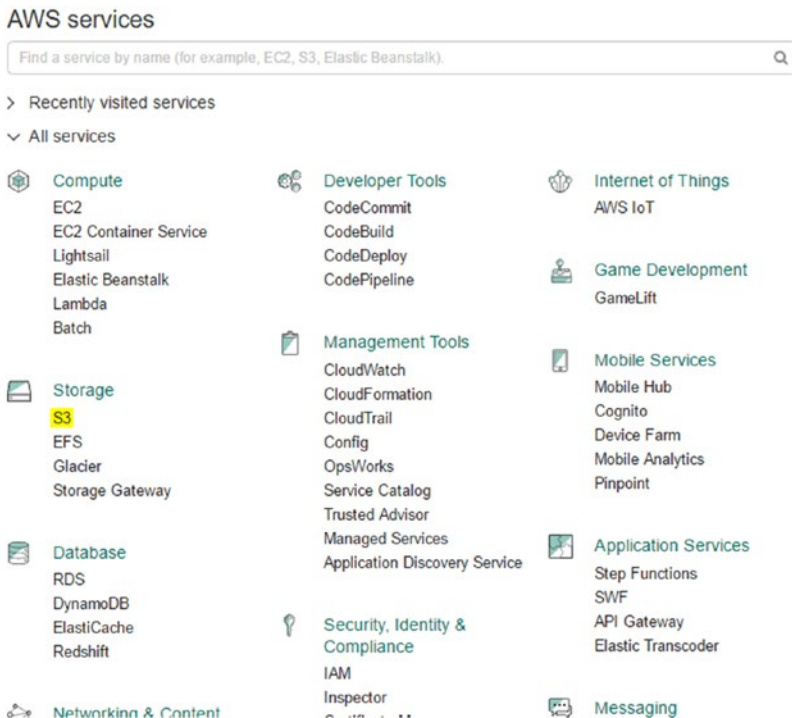 AWS services
Find a service by name (for example, EC2, S3, Elastic Beanstalk).
Recently visited services
All services
Compute
EC2
EC2 Container Service
Lightsail
Elastic Beanstalk
Lambda
Batch
Storage
S3
EFS
Glacier
Storage Gateway
Database
RDS
DynamoDB
ElastiCache
Redshift
Networking & Content
Developer Tools
CodeCommit
CodeBuild
CodeDeploy
CodePipeline
Management Tools
CloudWatch
CloudFormation
CloudTrail
Config
OpsWorks
Service Catalog
Trusted Advisor
Managed Services
Application Discovery Service
Security, Identity &
Compliance
IAM
Inspector
Internet of Things
AWS IoT
Game Development
GameLift
Mobile Services
Mobile Hub
Cognito
Device Farm
Mobile Analytics
Pinpoint
Application Services
Step Functions
SWF
API Gateway
Elastic Transcoder
Messaging